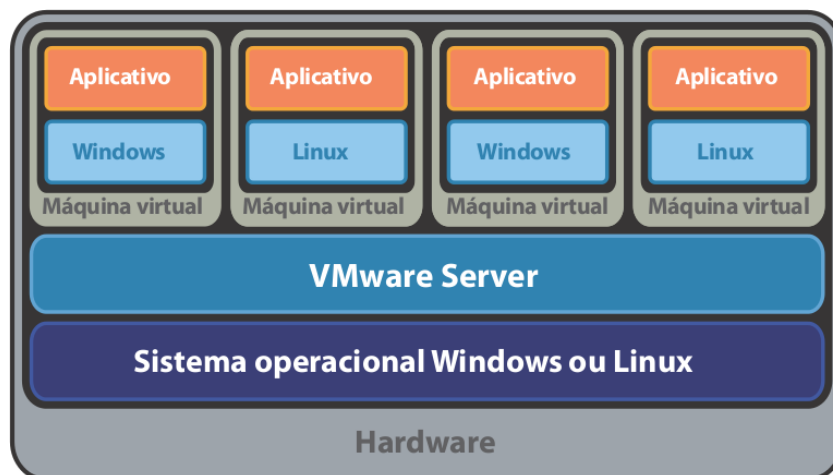 Aplicativo Aplicativo Aplicativo Aplicativo
Windows Linux Windows Linux
Máquina virtual Máquina virtual Máquina virtual Máquina virtual
VMware Server
Sistema operacional Windows ou Linux
Hardware